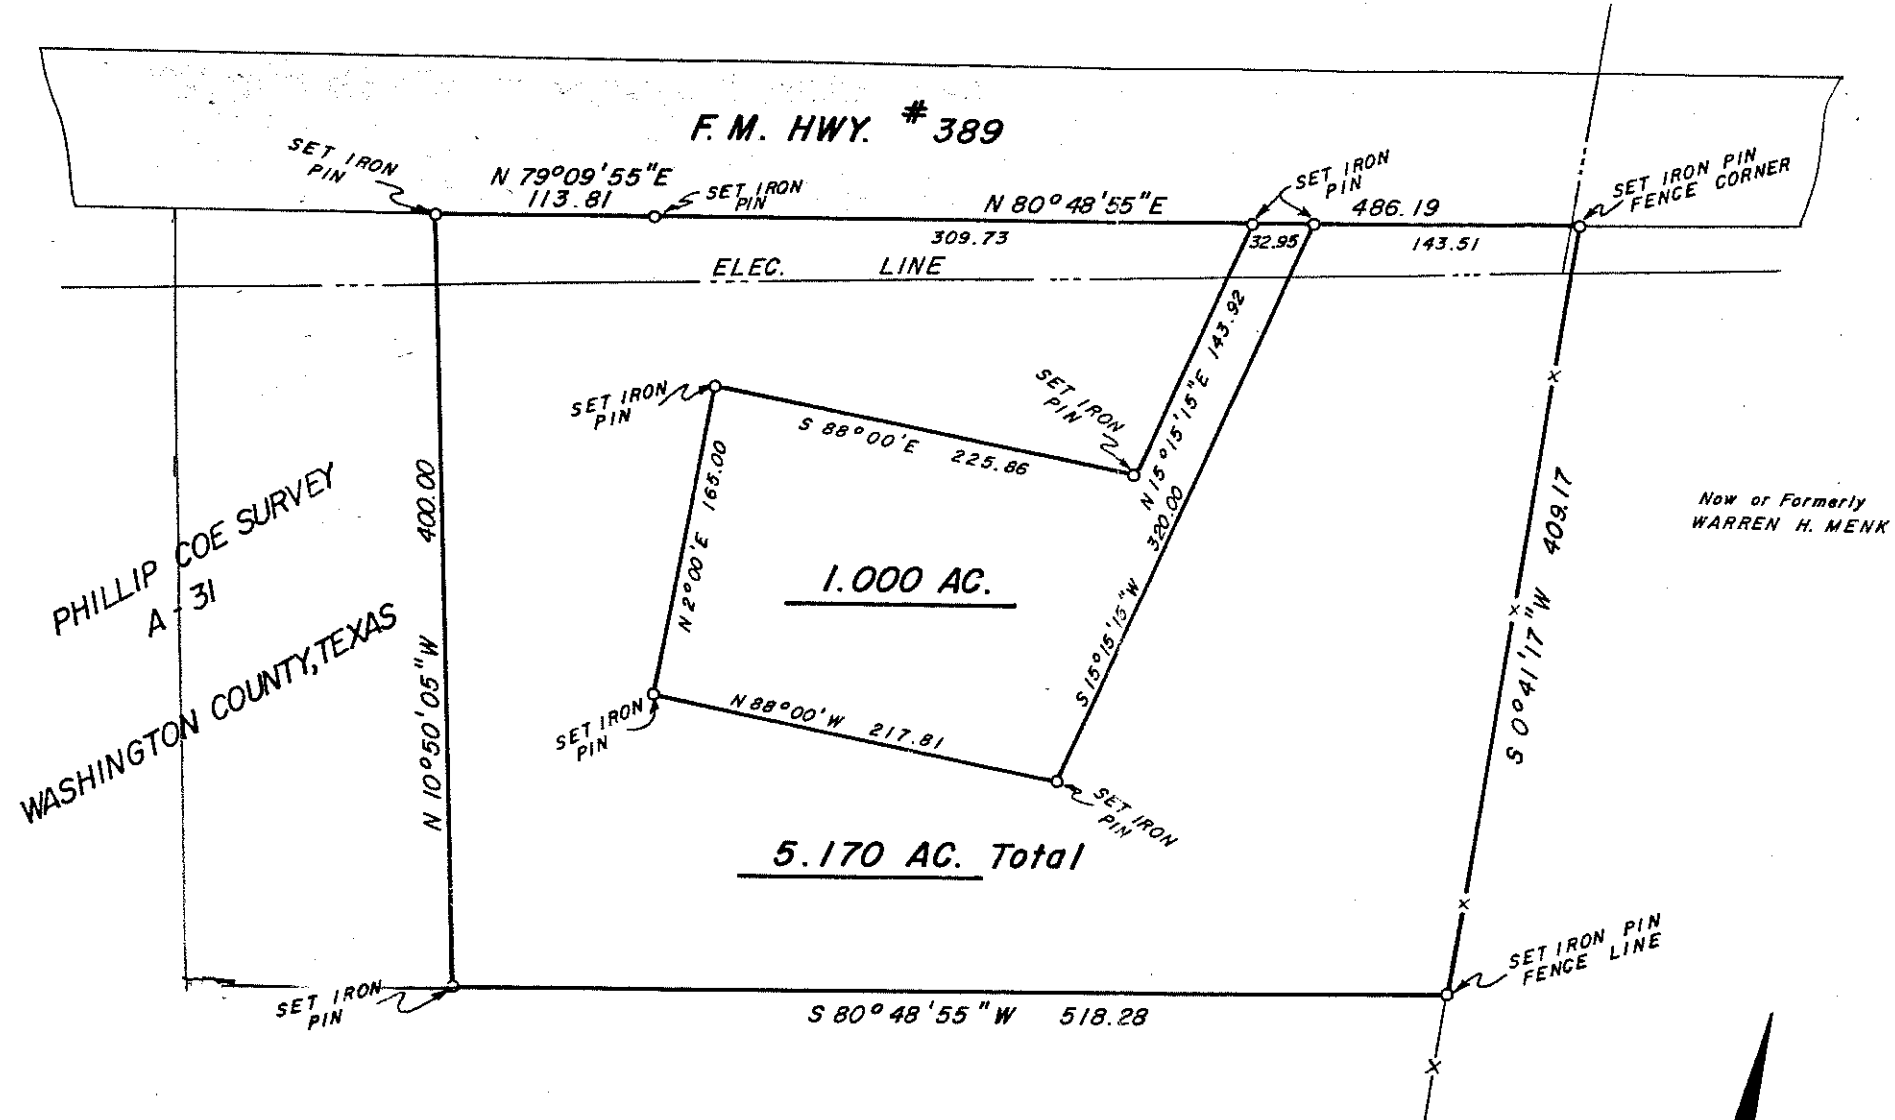 F. M. HWY. # 389
SET IRON
PIN
N 79°09'55"E
113.81
SET IRON
PIN
N 80°48'55"E
309.73
SET IRON
PIN
32.95
486.19
143.51
SET IRON PIN
FENCE CORNER
ELEC. LINE
SET IRON
PIN
S 88°00'E 225.86
SET IRON
PIN
N 15°15'15"E 143.92
S 15°15'15"W 320.00
N 2°00'E 165.00
1.000 AC.
N 10°50'05"W 400.00
S 0°41'17"W 409.17
Now or Formerly
WARREN H. MENK
PHILLIP COE SURVEY
A-31
WASHINGTON COUNTY, TEXAS
SET IRON
PIN
N 88°00'W 217.81
SET IRON
PIN
5.170 AC. Total
SET IRON
PIN
S 80°48'55"W 518.28
SET IRON PIN
FENCE LINE